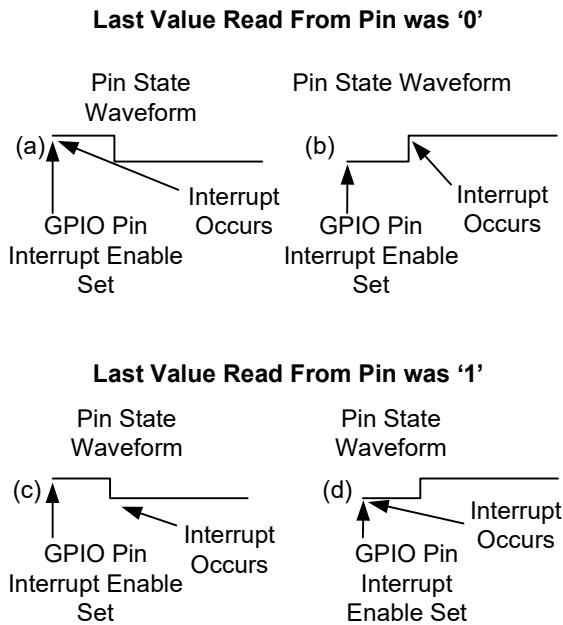 Last Value Read From Pin was ‘0’
Pin State
Waveform
(a)
Interrupt
Occurs
GPIO Pin
Interrupt Enable
Set
Pin State Waveform
(b)
Interrupt
Occurs
GPIO Pin
Interrupt Enable
Set
Last Value Read From Pin was ‘1’
Pin State
Waveform
(c)
Interrupt
Occurs
GPIO Pin
Interrupt Enable
Set
Pin State
Waveform
(d)
Interrupt
Occurs
GPIO Pin
Interrupt
Enable Set